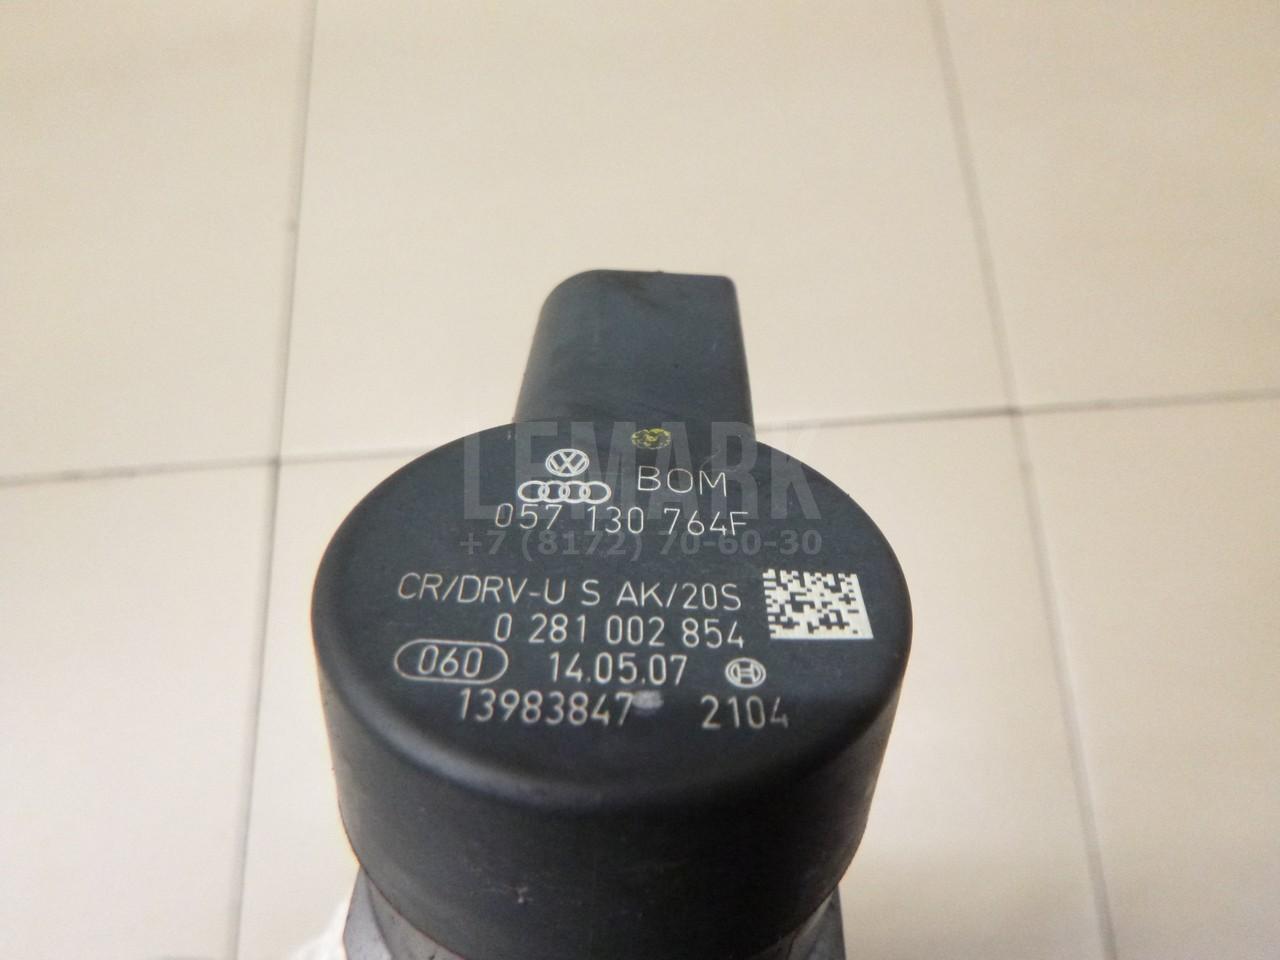 BOM
057 130 764F
CR/DRV-U S AK/20S
0 281 002 854
060 14.05.07
13983847 2104
LEMARK
+7 (8172) 70-60-30